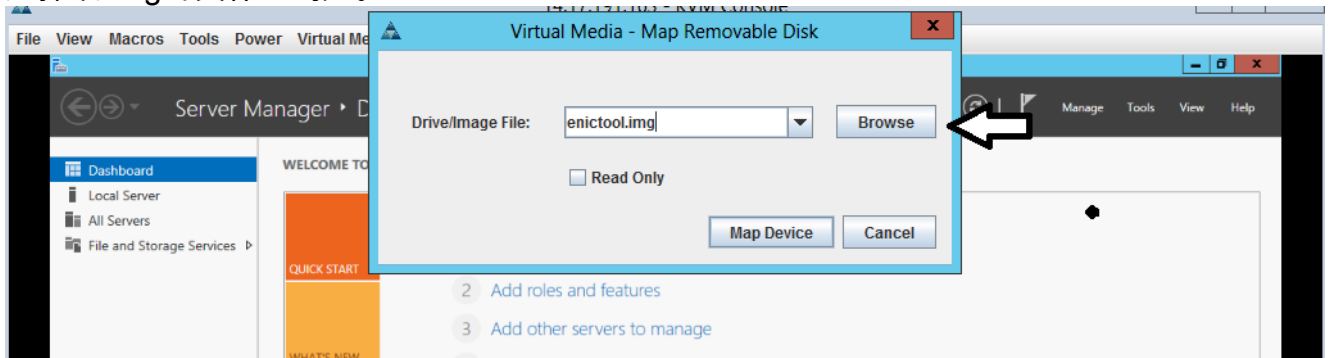 KVM Console
File View Macros Tools Power Virtual Me
Virtual Media - Map Removable Disk
X
Server Manager
Manage Tools View Help
Drive/Image File: enictool.img Browse
Read Only
Map Device Cancel
Dashboard
Local Server
All Servers
File and Storage Services
WELCOME TO
QUICK START
2 Add roles and features
3 Add other servers to manage
WHAT'S NEW